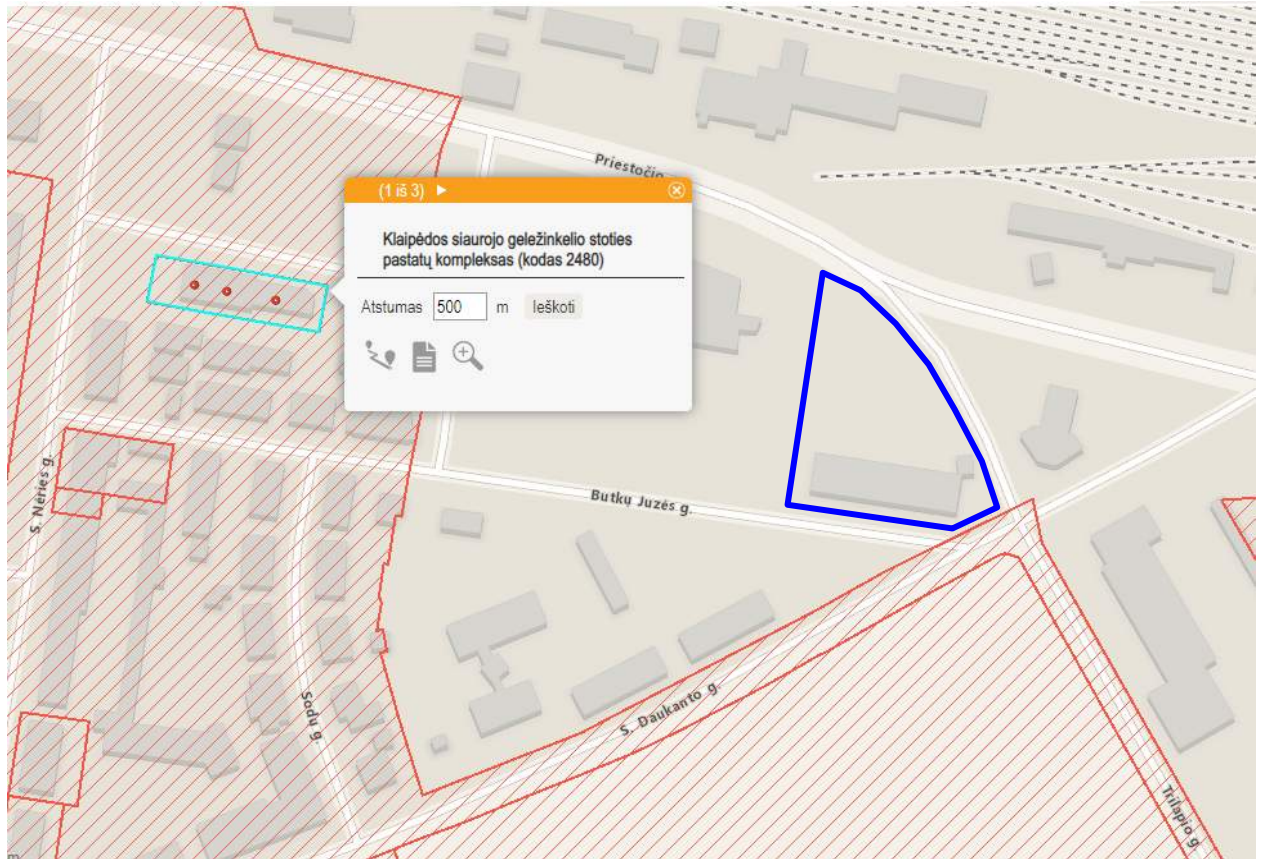 Priestočio
(1 iš 3)
Klaipėdos siaurojo geležinkelio stoties
pastatų kompleksas (kodas 2480)
Atstumas 500 m Ieškoti
S. Nėries g.
Butkų Juzės g.
Sodų g.
S. Daukanto g.
Trilapio g.